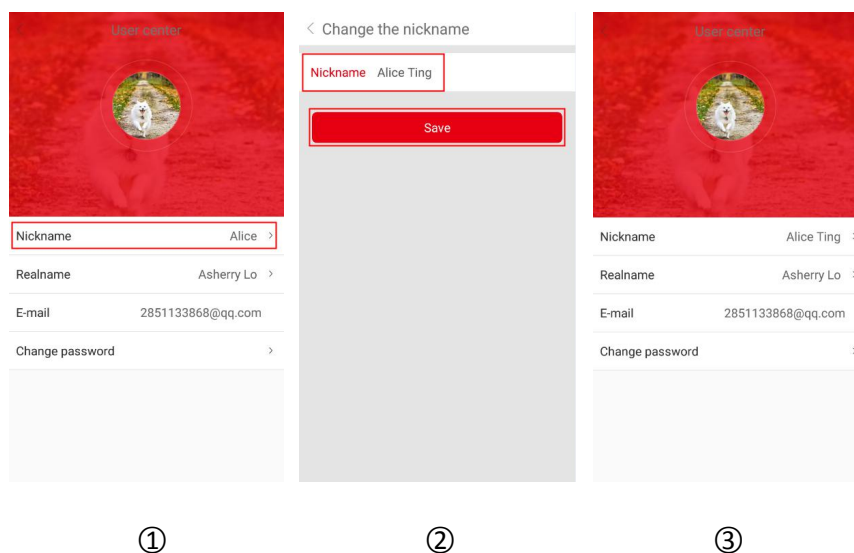 User center
Nickname Alice >
Realname Asherry Lo >
E-mail 2851133868@qq.com
Change password >
①
< Change the nickname
Nickname Alice Ting
Save
②
User center
Nickname Alice Ting >
Realname Asherry Lo >
E-mail 2851133868@qq.com
Change password >
③